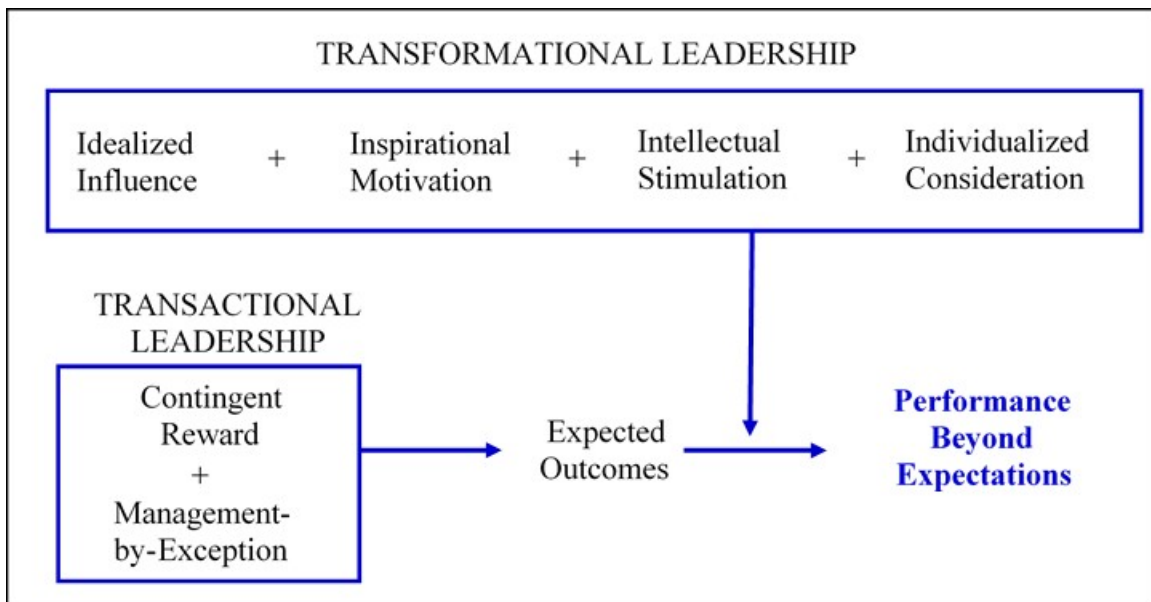 TRANSFORMATIONAL LEADERSHIP
Idealized
Influence
+
Inspirational
Motivation
+
Intellectual
Stimulation
+
Individualized
Consideration
TRANSACTIONAL
LEADERSHIP
Contingent
Reward
+
Management-
by-Exception
Expected
Outcomes
Performance
Beyond
Expectations